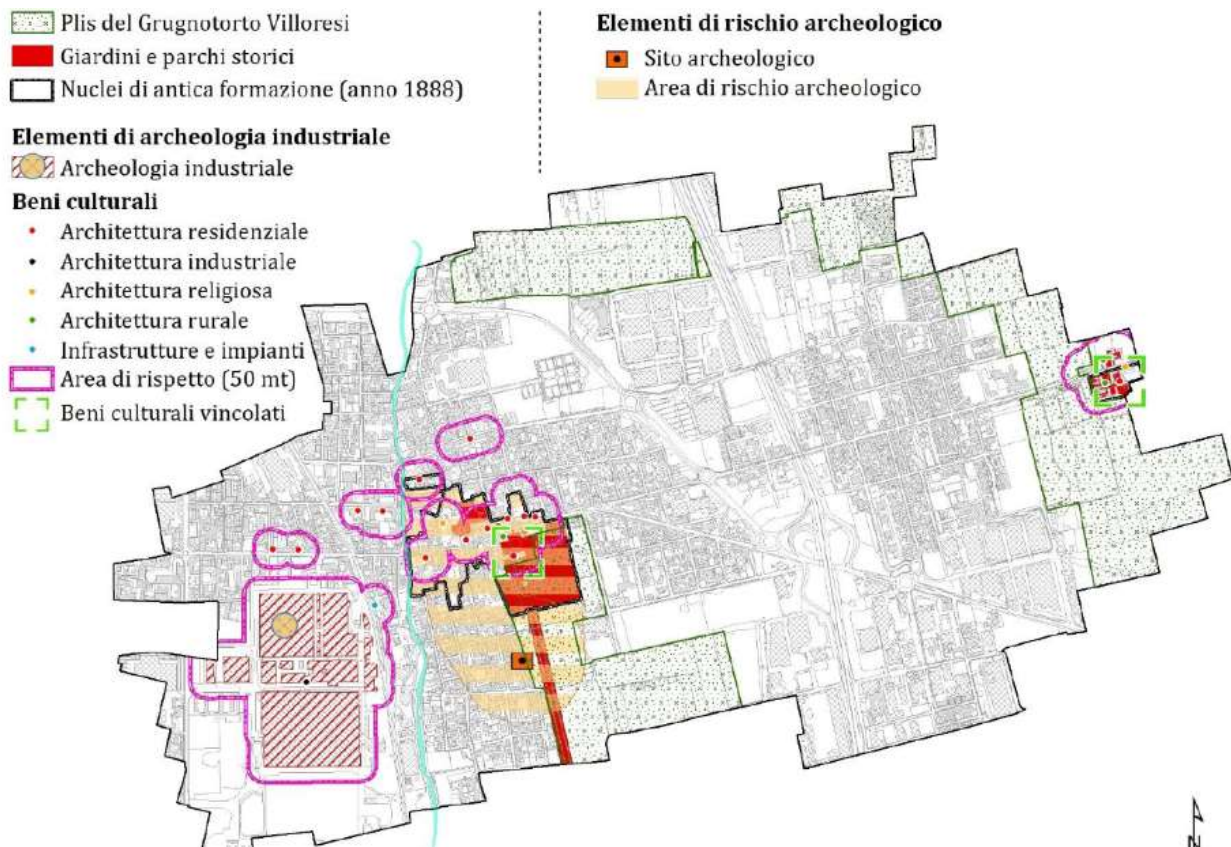 Plis del Grugnotorto Villoresi
Giardini e parchi storici
Nuclei di antica formazione (anno 1888)
Elementi di archeologia industriale
Archeologia industriale
Beni culturali
Architettura residenziale
Architettura industriale
Architettura religiosa
Architettura rurale
Infrastrutture e impianti
Area di rispetto (50 mt)
Beni culturali vincolati
Elementi di rischio archeologico
Sito archeologico
Area di rischio archeologico
N